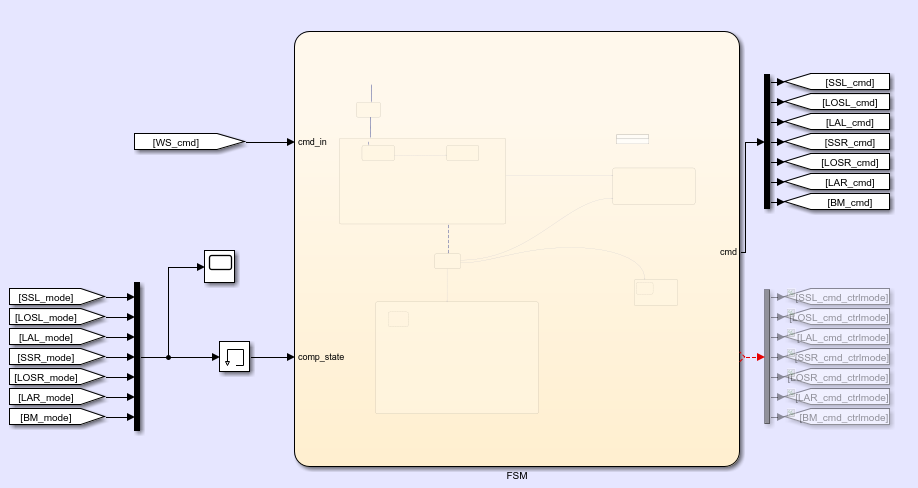 [WS_cmd]
cmd_in
[SSL_mode]
[LOSL_mode]
[LAL_mode]
[SSR_mode]
[LOSR_mode]
[LAR_mode]
[BM_mode]
comp_state
cmd
FSM
[SSL_cmd]
[LOSL_cmd]
[LAL_cmd]
[SSR_cmd]
[LOSR_cmd]
[LAR_cmd]
[BM_cmd]
[SSL_cmd_ctrlmode]
[LOSL_cmd_ctrlmode]
[LAL_cmd_ctrlmode]
[SSR_cmd_ctrlmode]
[LOSR_cmd_ctrlmode]
[LAR_cmd_ctrlmode]
[BM_cmd_ctrlmode]